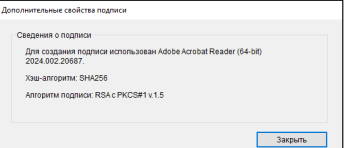 Дополнительные свойства подписи
Сведения о подписи
Для создания подписи использован Adobe Acrobat Reader (64-bit)
2024.002.20687.
Хэш-алгоритм: SHA256
Алгоритм подписи: RSA с PKCS#1 v.1.5
Закрыть